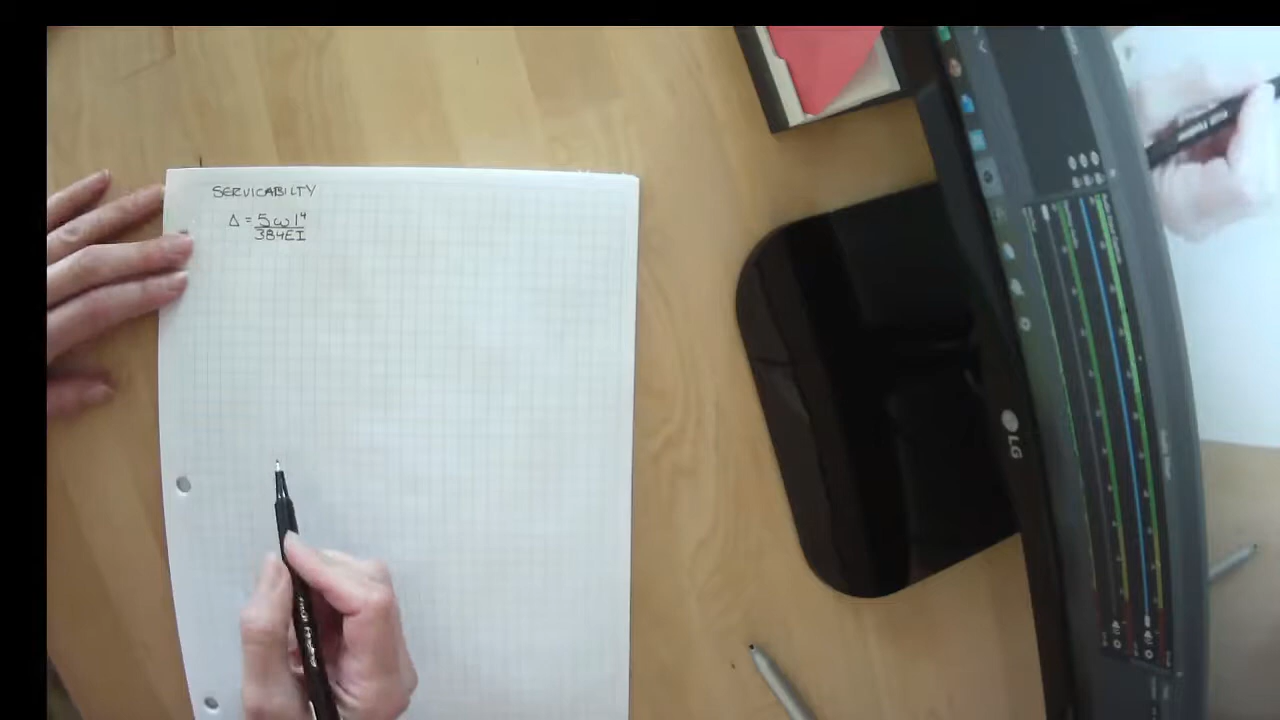 SERVICABILTY
Δ = 5ωl⁴
384EI
LG